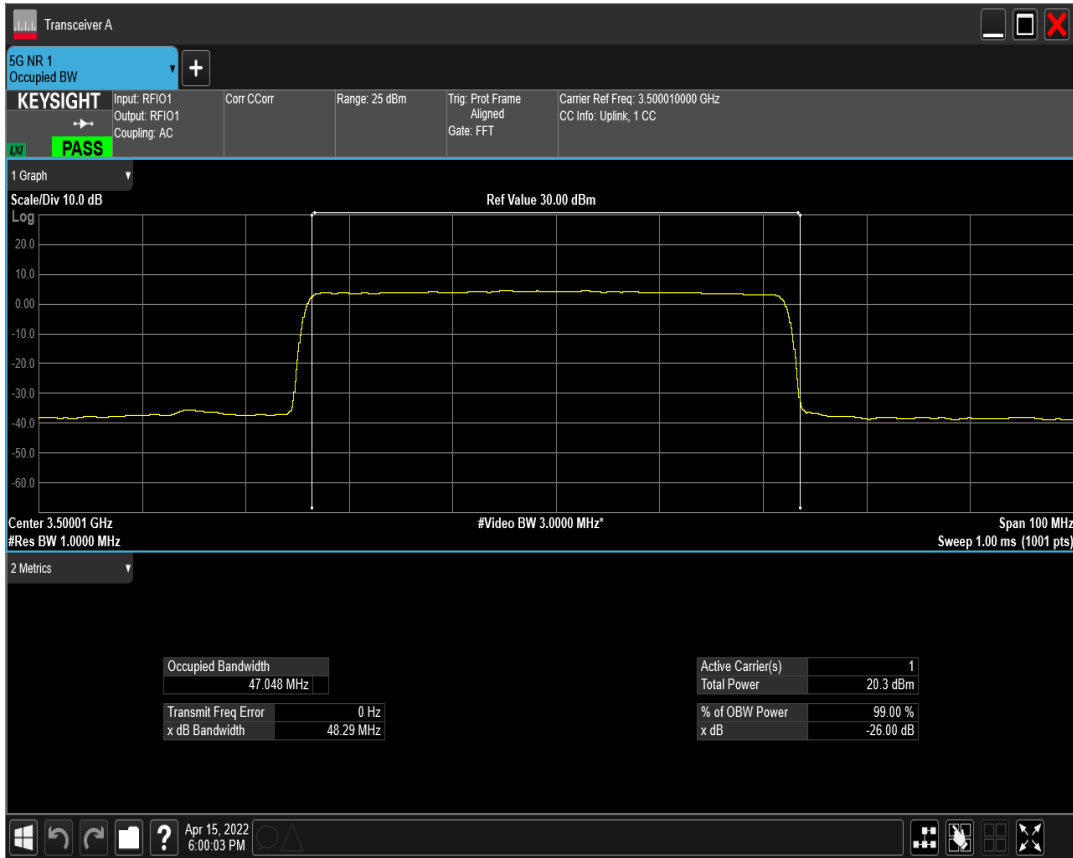 Transceiver A
5G NR 1
Occupied BW
KEYSIGHT
LXI
PASS
Input: RFIO1
Output: RFIO1
Coupling: AC
Corr CCorr
Range: 25 dBm
Trig: Prot Frame
Aligned
Gate: FFT
Carrier Ref Freq: 3.500010000 GHz
CC Info: Uplink, 1 CC
1 Graph
Scale/Div 10.0 dB
Ref Value 30.00 dBm
Log
20.0
10.0
0.00
-10.0
-20.0
-30.0
-40.0
-50.0
-60.0
Center 3.50001 GHz
#Video BW 3.0000 MHz*
Span 100 MHz
#Res BW 1.0000 MHz
Sweep 1.00 ms (1001 pts)
2 Metrics
Occupied Bandwidth
47.048 MHz
Transmit Freq Error 0 Hz
x dB Bandwidth 48.29 MHz
Active Carrier(s) 1
Total Power 20.3 dBm
% of OBW Power 99.00 %
x dB -26.00 dB
?
Apr 15, 2022
6:00:03 PM